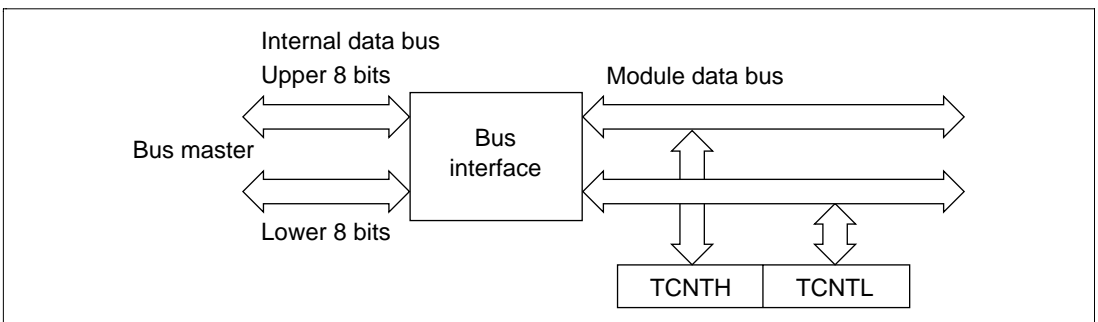 Internal data bus
Upper 8 bits
Module data bus
Bus master
Bus
interface
Lower 8 bits
TCNTH
TCNTL